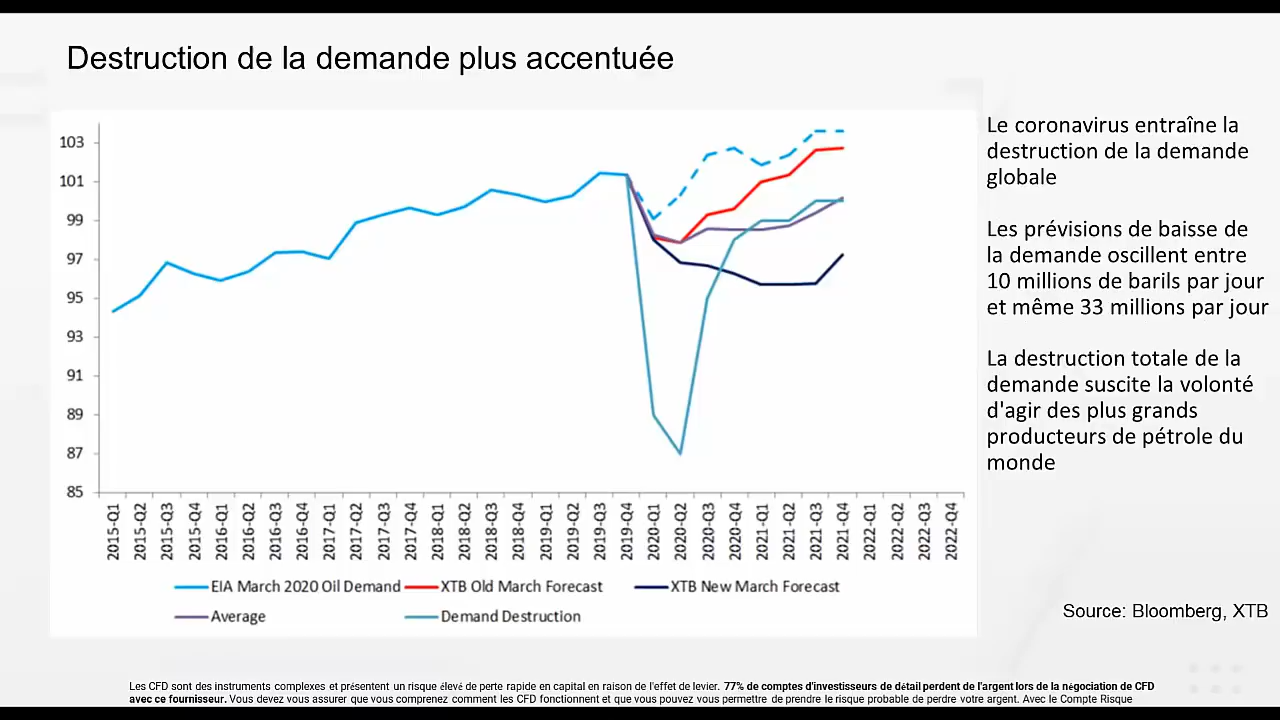 Destruction de la demande plus accentuée
103
101
99
97
95
93
91
89
87
85
2015-Q1
2015-Q2
2015-Q3
2015-Q4
2016-Q1
2016-Q2
2016-Q3
2016-Q4
2017-Q1
2017-Q2
2017-Q3
2017-Q4
2018-Q1
2018-Q2
2018-Q3
2018-Q4
2019-Q1
2019-Q2
2019-Q3
2019-Q4
2020-Q1
2020-Q2
2020-Q3
2020-Q4
2021-Q1
2021-Q2
2021-Q3
2021-Q4
2022-Q1
2022-Q2
2022-Q3
2022-Q4
EIA March 2020 Oil Demand
XTB Old March Forecast
XTB New March Forecast
Average
Demand Destruction
Le coronavirus entraîne la
destruction de la demande
globale
Les prévisions de baisse de
la demande oscillent entre
10 millions de barils par jour
et même 33 millions par jour
La destruction totale de la
demande suscite la volonté
d'agir des plus grands
producteurs de pétrole du
monde
Source: Bloomberg, XTB
Les CFD sont des instruments complexes et présentent un risque élevé de perte rapide en capital en raison de l'effet de levier. 77% de comptes d'investisseurs de détail perdent de l'argent lors de la négociation de CFD
avec ce fournisseur. Vous devez vous assurer que vous comprenez comment les CFD fonctionnent et que vous pouvez vous permettre de prendre le risque probable de perdre votre argent. Avec le Compte Risque